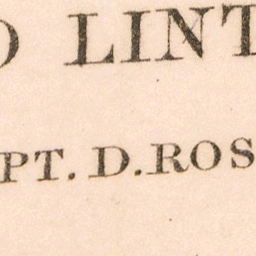 O LINT
PT. D. ROS